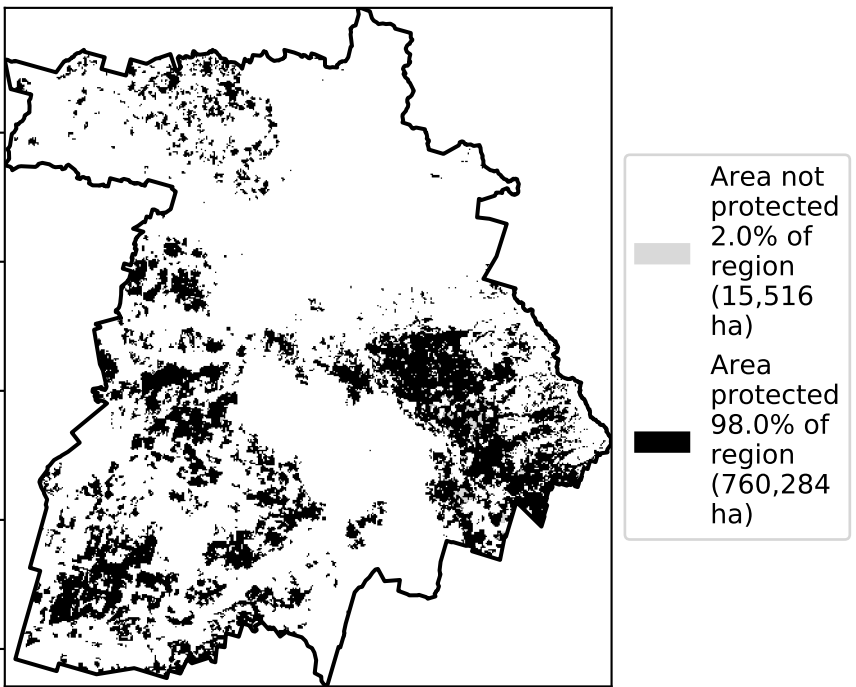 Area not
protected
2.0% of
region
(15,516
ha)
Area
protected
98.0% of
region
(760,284
ha)